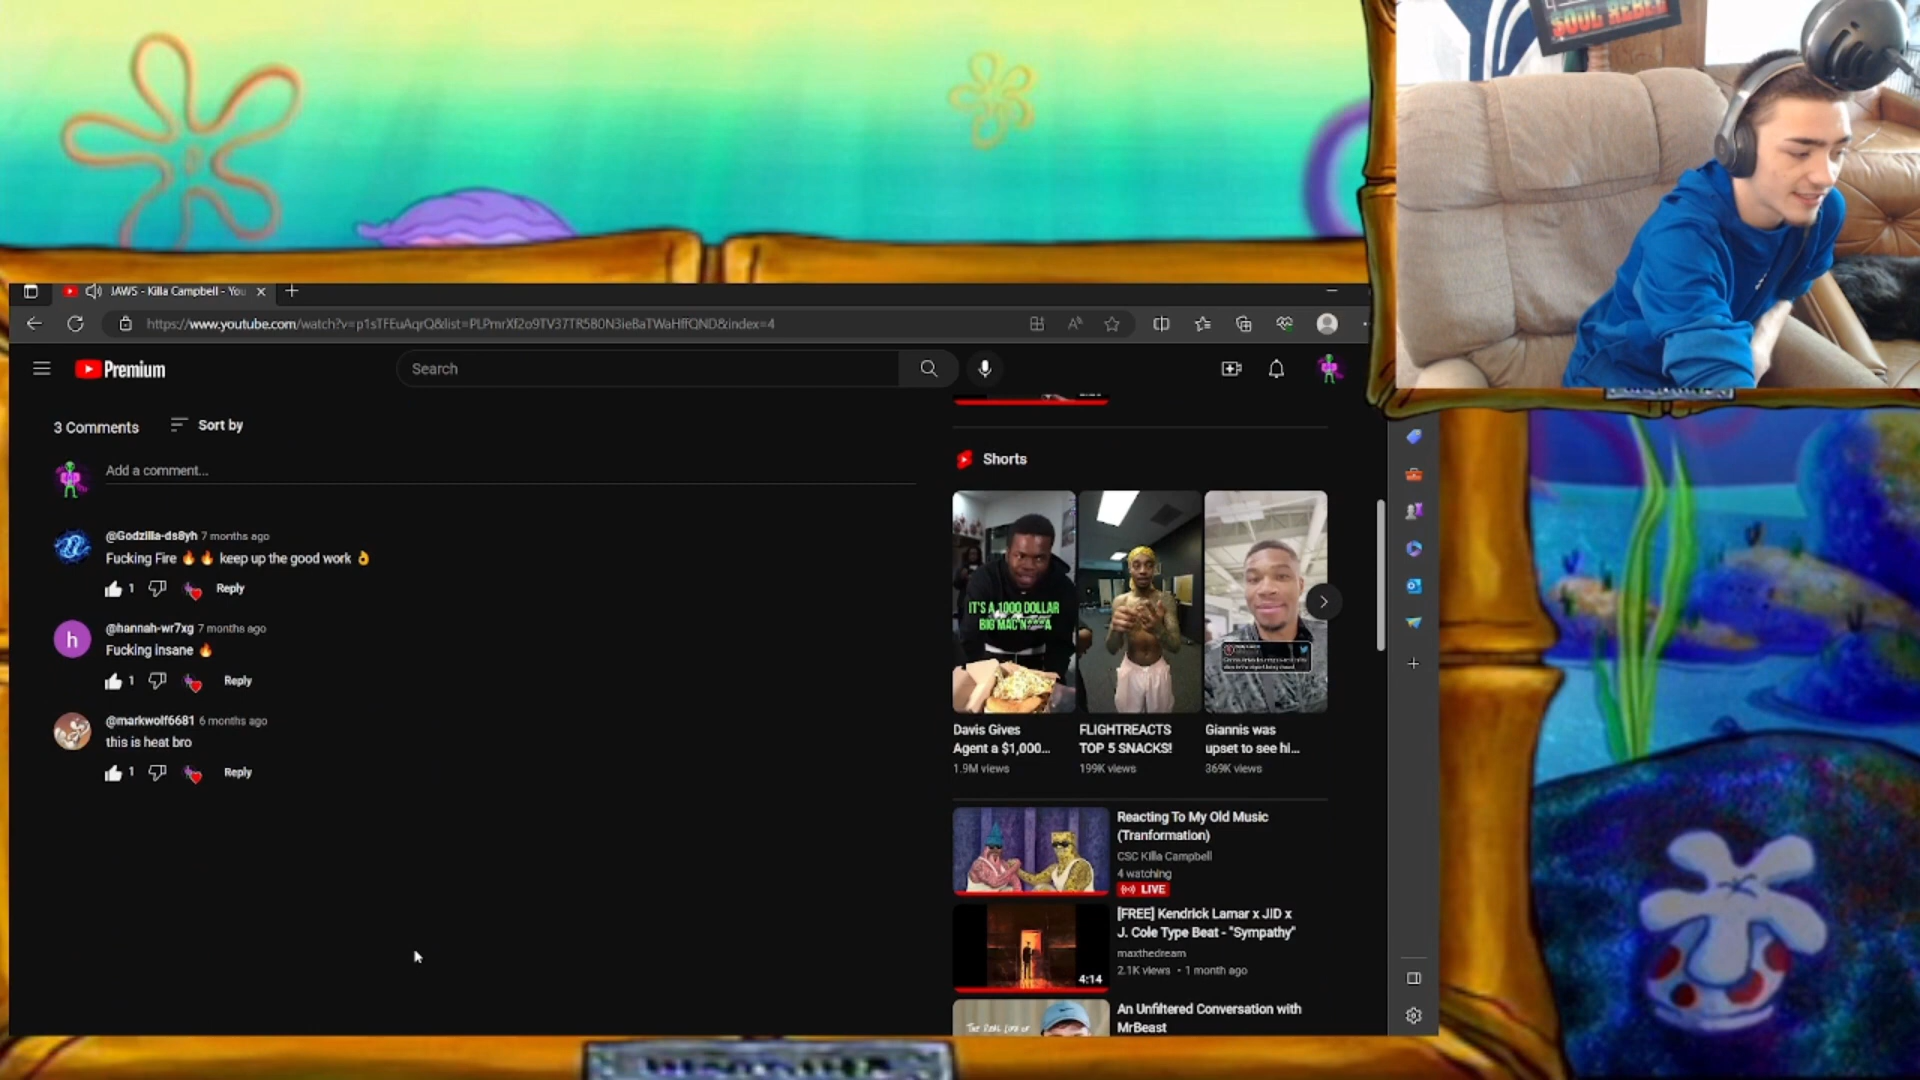 SOUL REBEL
JAWS - Killa Campbell - You
https://www.youtube.com/watch?v=p1sTFEuAqrQ&list=PLPmrXf2o9TV37TR580N3ieBaTWaHffQND&index=4
Premium
Search
3 Comments
Sort by
Add a comment...
@Godzilla-ds8yh 7 months ago
Fucking Fire 🔥 🔥 keep up the good work 👌
1
Reply
h
@hannah-wr7xg 7 months ago
Fucking insane 🔥
1
Reply
@markwolf6681 6 months ago
this is heat bro
1
Reply
Shorts
IT'S A 1000 DOLLAR
BIG MAC N***A
Davis Gives
Agent a $1,000...
1.9M views
FLIGHTREACTS
TOP 5 SNACKS!
199K views
Giannis was
upset to see hi...
369K views
Reacting To My Old Music
(Tranformation)
CSC Killa Campbell
4 watching
LIVE
[FREE] Kendrick Lamar x JID x
J. Cole Type Beat - "Sympathy"
maxthedream
2.1K views • 1 month ago
4:14
An Unfiltered Conversation with
MrBeast